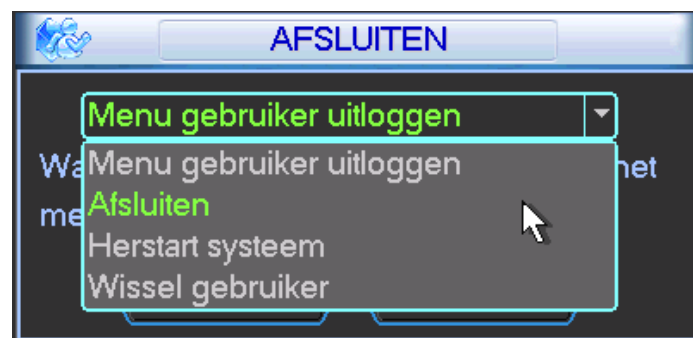 AFSLUITEN
Menu gebruiker uitloggen
Menu gebruiker uitloggen
Afsluiten
Herstart systeem
Wissel gebruiker